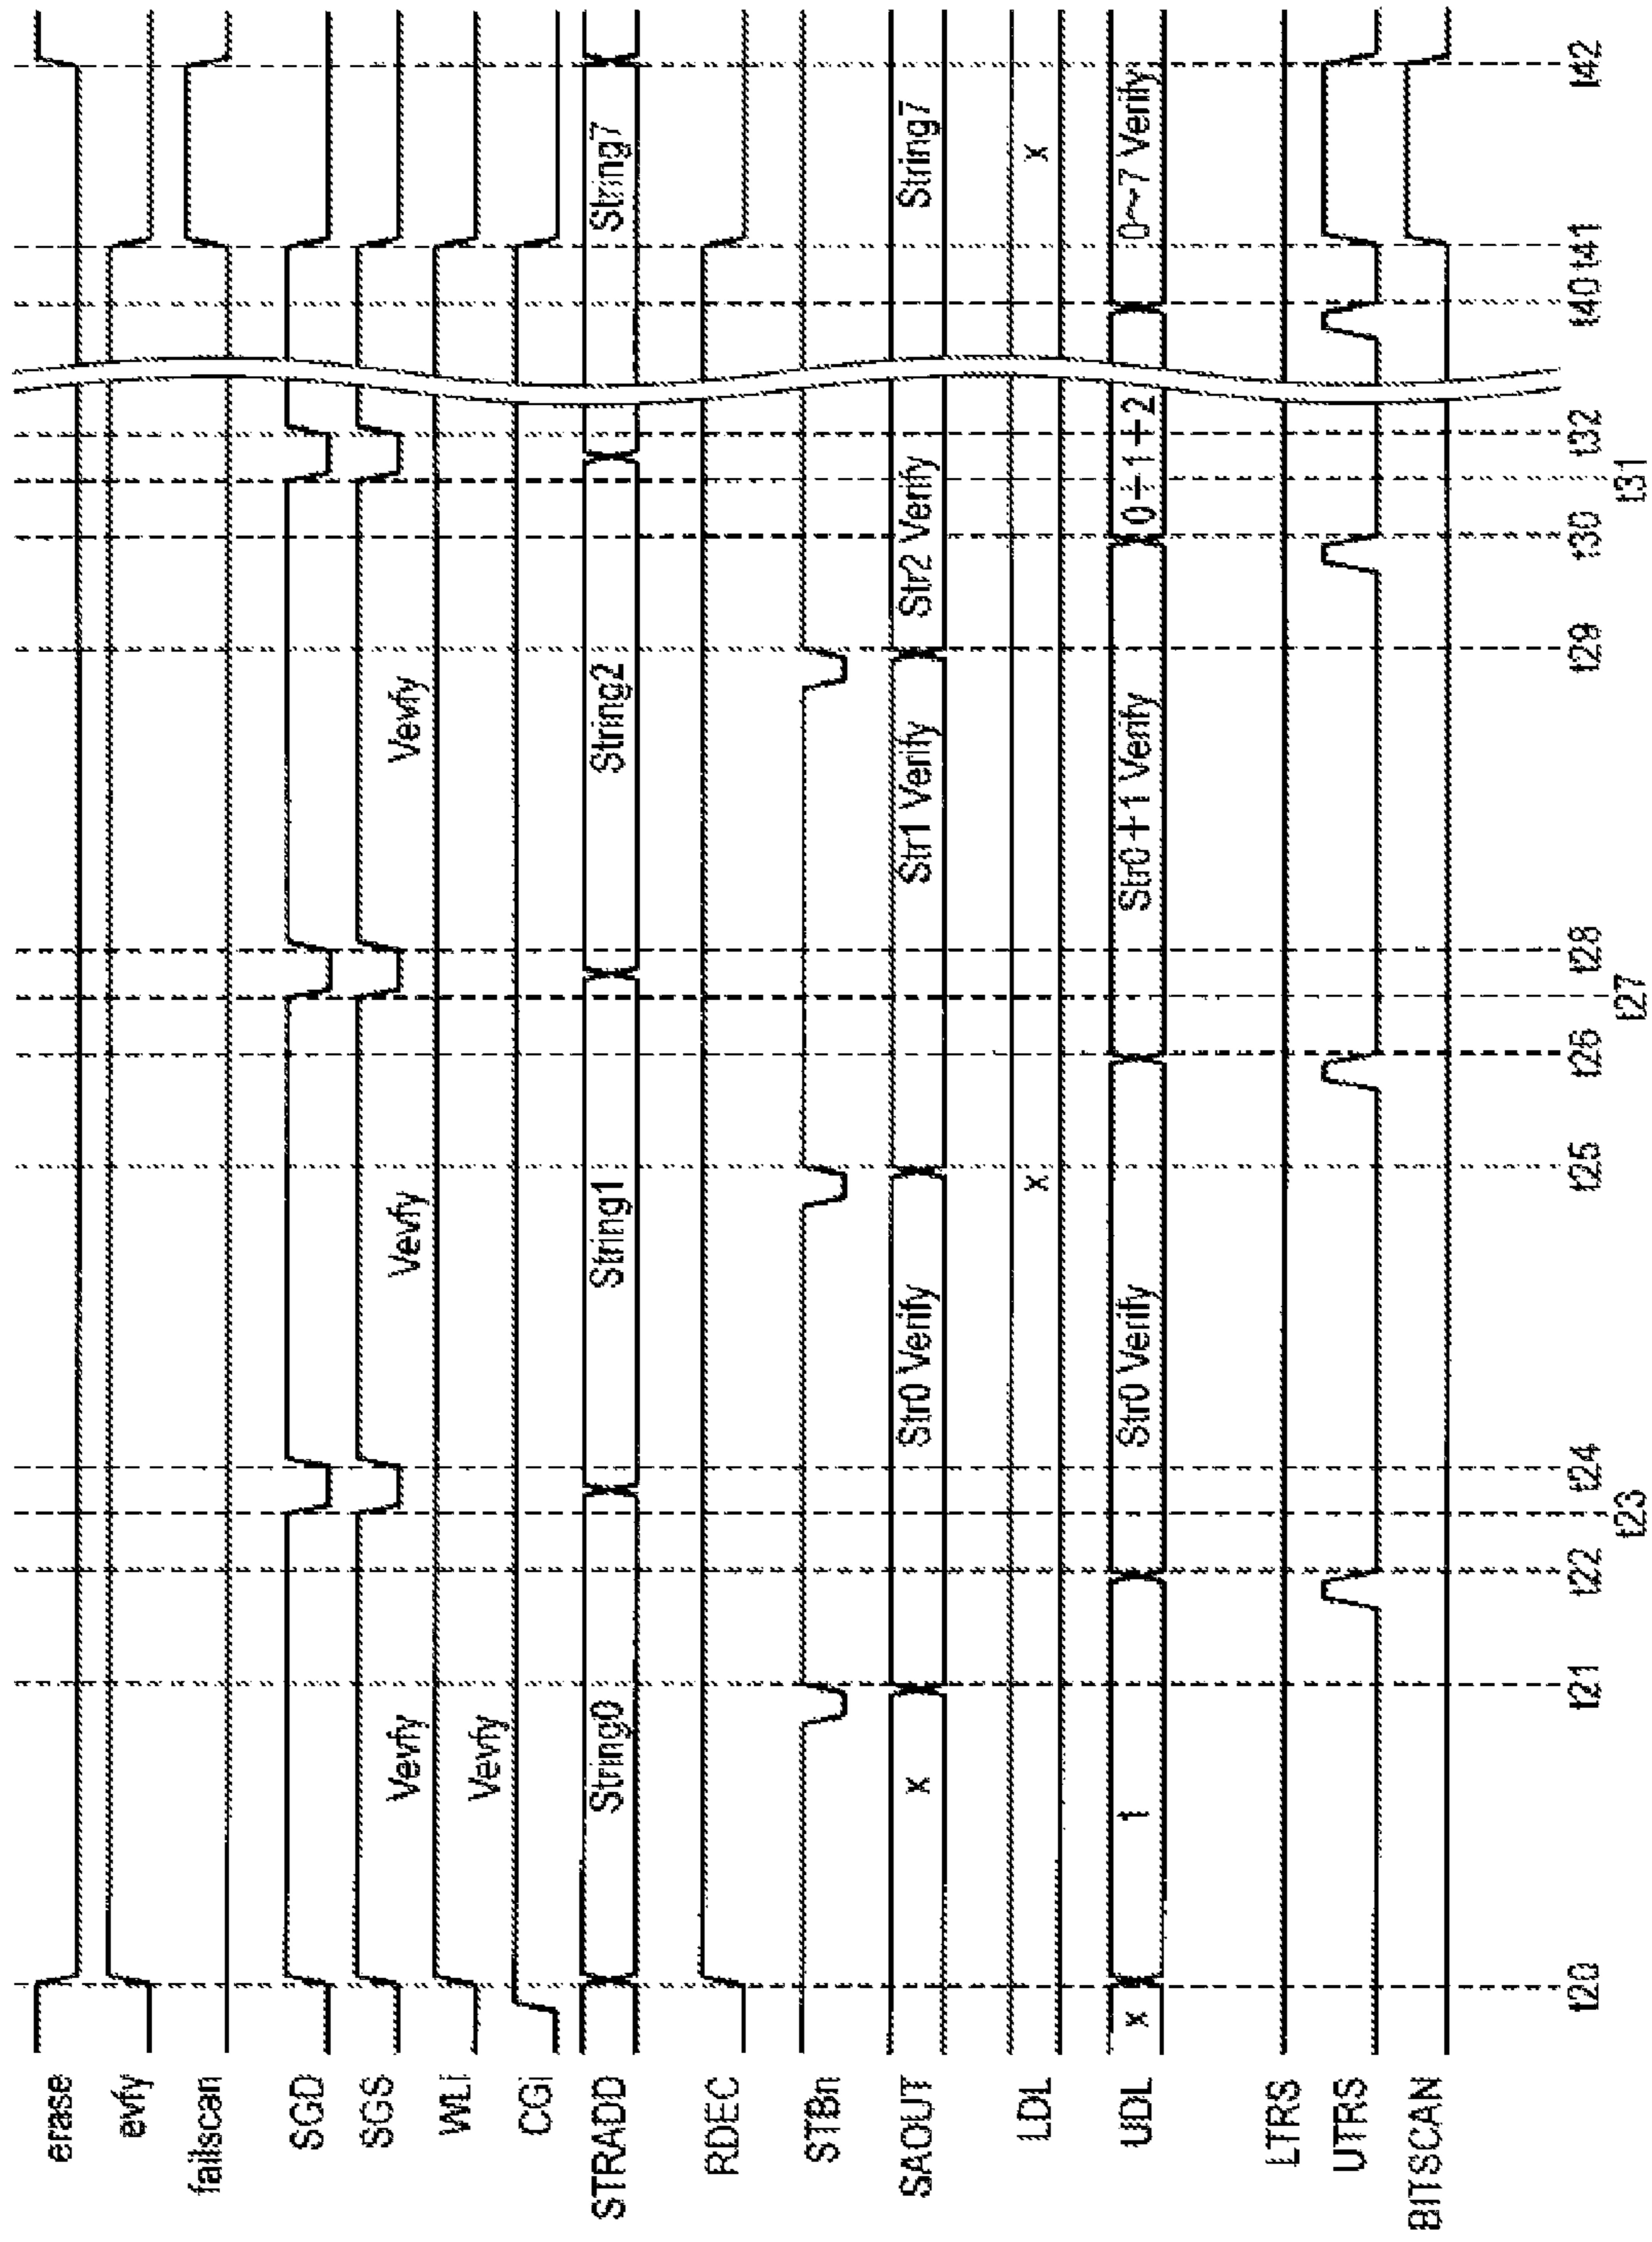 erase
evfy
failscan
SGD
SGS
Vevfy Vevfy Vevfy
WLi
Vevfy
CGi
STRADD String0 String1 String2 String7
RDEC
STBn
SAOUT x Str0 Verify Str1 Verify Str2 Verify String7
LDL x x
UDL x 1 Str0 Verify Str0+1 Verify 0+1+2 0~7 Verify
LTRS
UTRS
BITSCAN
t20 t21 t22 t24 t25 t26 t28 t29 t30 t32 t40 t41 t42
t23 t27 t31